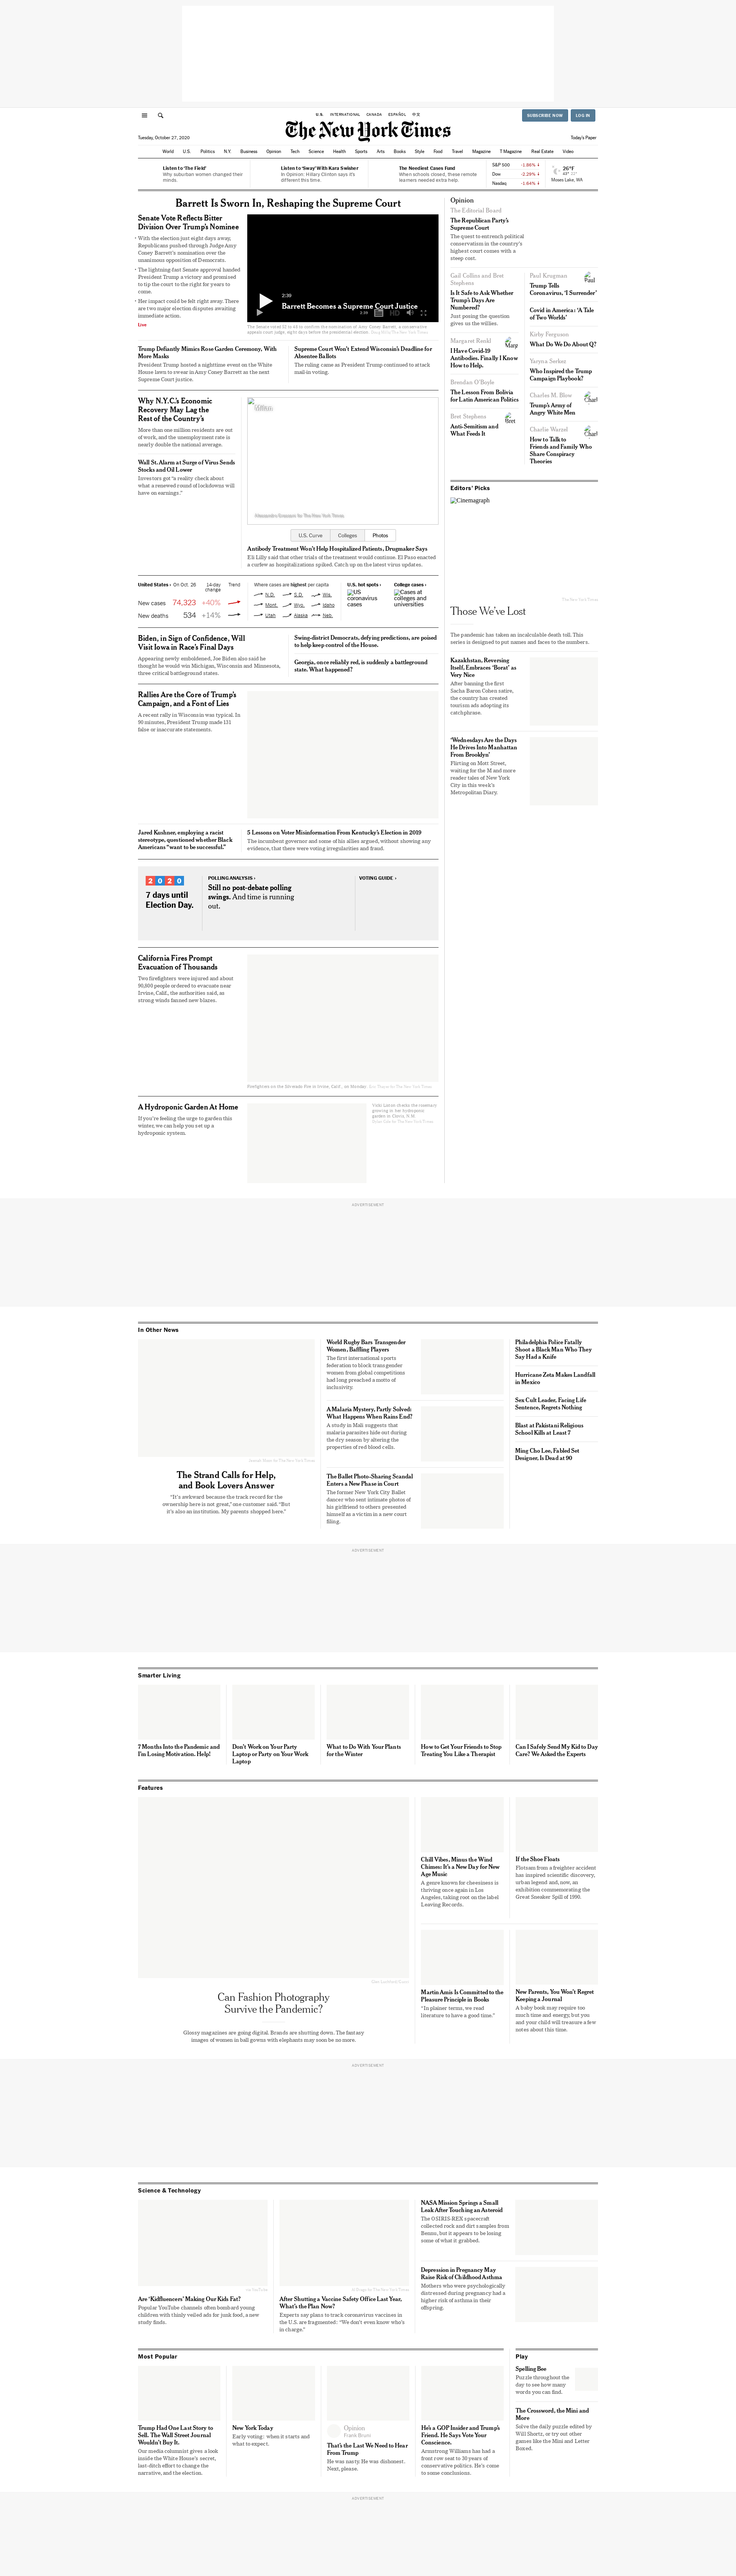 U.S. INTERNATIONAL CANADA ESPAÑOL 中文
SUBSCRIBE NOW LOG IN
The New York Times
Tuesday, October 27, 2020
Today's Paper
World U.S. Politics N.Y. Business Opinion Tech Science Health Sports Arts Books Style Food Travel Magazine T Magazine Real Estate Video
Listen to 'The Field'
Why suburban women changed their
minds.
Listen to 'Sway' With Kara Swisher
In Opinion: Hillary Clinton says it's
different this time.
The Neediest Cases Fund
When schools closed, these remote
learners needed extra help.
S&P 500 -1.86%
Dow -2.29%
Nasdaq -1.64%
Moses Lake, WA
Barrett Is Sworn In, Reshaping the Supreme Court
Senate Vote Reflects Bitter
Division Over Trump's Nominee
• With the election just eight days away,
Republicans pushed through Judge Amy
Coney Barrett's nomination over the
unanimous opposition of Democrats.
• The lightning-fast Senate approval handed
President Trump a victory and promised
to tip the court to the right for years to
come.
• Her impact could be felt right away. There
are two major election disputes awaiting
immediate action.
Live
2:39
Barrett Becomes a Supreme Court Justice
2:39 HD
The Senate voted 52 to 48 to confirm the nomination of Amy Coney Barrett, a conservative
appeals court judge, eight days before the presidential election.
Trump Defiantly Mimics Rose Garden Ceremony, With
More Masks
President Trump hosted a nighttime event on the White
House lawn to swear in Amy Coney Barrett as the next
Supreme Court justice.
Supreme Court Won't Extend Wisconsin's Deadline for
Absentee Ballots
The ruling came as President Trump continued to attack
mail-in voting.
Why N.Y.C.'s Economic
Recovery May Lag the
Rest of the Country's
More than one million residents are out
of work, and the unemployment rate is
nearly double the national average.
Wall St. Alarm at Surge of Virus Sends
Stocks and Oil Lower
Investors got "a reality check about
what a renewed round of lockdowns will
have on earnings."
Alessandro Grassani for The New York Times
U.S. Curve Colleges Photos
Antibody Treatment Won't Help Hospitalized Patients, Drugmaker Says
Eli Lilly said that other trials of the treatment would continue. El Paso enacted
a curfew as hospitalizations spiked. Catch up on the latest virus updates.
United States › On Oct. 26 14-day
change Trend
New cases 74,323 +40%
New deaths 534 +14%
Where cases are highest per capita
N.D. S.D. Wis.
Mont. Wyo. Idaho
Utah Alaska Neb.
U.S. hot spots ›
US
coronavirus
cases
College cases ›
Cases at
colleges and
universities
Biden, in Sign of Confidence, Will
Visit Iowa in Race's Final Days
Appearing newly emboldened, Joe Biden also said he
thought he would win Michigan, Wisconsin and Minnesota,
three critical battleground states.
Swing-district Democrats, defying predictions, are poised
to help keep control of the House.
Georgia, once reliably red, is suddenly a battleground
state. What happened?
Rallies Are the Core of Trump's
Campaign, and a Font of Lies
A recent rally in Wisconsin was typical. In
90 minutes, President Trump made 131
false or inaccurate statements.
Jared Kushner, employing a racist
stereotype, questioned whether Black
Americans "want to be successful."
5 Lessons on Voter Misinformation From Kentucky's Election in 2019
The incumbent governor and some of his allies argued, without showing any
evidence, that there were voting irregularities and fraud.
2020
7 days until
Election Day.
POLLING ANALYSIS ›
Still no post-debate polling
swings. And time is running
out.
VOTING GUIDE ›
California Fires Prompt
Evacuation of Thousands
Two firefighters were injured and about
90,800 people ordered to evacuate near
Irvine, Calif., the authorities said, as
strong winds fanned new blazes.
Firefighters on the Silverado Fire in Irvine, Calif., on Monday.
A Hydroponic Garden At Home
If you're feeling the urge to garden this
winter, we can help you set up a
hydroponic system.
Opinion
The Editorial Board
The Republican Party's
Supreme Court
The quest to entrench political
conservatism in the country's
highest court comes with a
steep cost.
Gail Collins and Bret
Stephens
Is It Safe to Ask Whether
Trump's Days Are
Numbered?
Just posing the question
gives us the willies.
Margaret Renkl
I Have Covid-19
Antibodies. Finally I Know
How to Help.
Brendan O'Boyle
The Lesson From Bolivia
for Latin American Politics
Bret Stephens
Anti-Semitism and
What Feeds It
Paul Krugman
Trump Tells
Coronavirus, 'I Surrender'
Covid in America: 'A Tale
of Two Worlds'
Kirby Ferguson
What Do We Do About Q?
Yaryna Serkez
Who Inspired the Trump
Campaign Playbook?
Charles M. Blow
Trump's Army of
Angry White Men
Charlie Warzel
How to Talk to
Friends and Family Who
Share Conspiracy
Theories
Editors' Picks
Cinemagraph
The New York Times
Those We've Lost
The pandemic has taken an incalculable death toll. This
series is designed to put names and faces to the numbers.
Kazakhstan, Reversing
Itself, Embraces 'Borat' as
Very Nice
After banning the first
Sacha Baron Cohen satire,
the country has created
tourism ads adopting its
catchphrase.
'Wednesdays Are the Days
He Drives Into Manhattan
From Brooklyn'
Flirting on Mott Street,
waiting for the M and more
reader tales of New York
City in this week's
Metropolitan Diary.
ADVERTISEMENT
In Other News
The Strand Calls for Help,
and Book Lovers Answer
"It's awkward because the track record for the
ownership here is not great," one customer said. "But
it's also an institution. My parents shopped here."
World Rugby Bars Transgender
Women, Baffling Players
The first international sports
federation to block transgender
women from global competitions
had long preached a motto of
inclusivity.
A Malaria Mystery, Partly Solved:
What Happens When Rains End?
A study in Mali suggests that
malaria parasites hide out during
the dry season by altering the
properties of red blood cells.
The Ballet Photo-Sharing Scandal
Enters a New Phase in Court
The former New York City Ballet
dancer who sent intimate photos of
his girlfriend to others presented
himself as a victim in a new court
filing.
Philadelphia Police Fatally
Shoot a Black Man Who They
Say Had a Knife
Hurricane Zeta Makes Landfall
in Mexico
Sex Cult Leader, Facing Life
Sentence, Regrets Nothing
Blast at Pakistani Religious
School Kills at Least 7
Ming Cho Lee, Fabled Set
Designer, Is Dead at 90
ADVERTISEMENT
Smarter Living
7 Months Into the Pandemic and
I'm Losing Motivation. Help!
Don't Work on Your Party
Laptop or Party on Your Work
Laptop
What to Do With Your Plants
for the Winter
How to Get Your Friends to Stop
Treating You Like a Therapist
Can I Safely Send My Kid to Day
Care? We Asked the Experts
Features
Can Fashion Photography
Survive the Pandemic?
Glossy magazines are going digital. Brands are shutting down. The fantasy
images of women in ball gowns with elephants may soon be no more.
Chill Vibes, Minus the Wind
Chimes: It's a New Day for New
Age Music
A genre known for cheesiness is
thriving once again in Los
Angeles, taking root on the label
Leaving Records.
If the Shoe Floats
Flotsam from a freighter accident
has inspired scientific discovery,
urban legend and, now, an
exhibition commemorating the
Great Sneaker Spill of 1990.
Martin Amis Is Committed to the
Pleasure Principle in Books
"In plainer terms, we read
literature to have a good time."
New Parents, You Won't Regret
Keeping a Journal
A baby book may require too
much time and energy, but you
and your child will treasure a few
notes about this time.
ADVERTISEMENT
Science & Technology
Are 'Kidfluencers' Making Our Kids Fat?
Popular YouTube channels often bombard young
children with thinly veiled ads for junk food, a new
study finds.
After Shutting a Vaccine Safety Office Last Year,
What's the Plan Now?
Experts say plans to track coronavirus vaccines in
the U.S. are fragmented: "We don't even know who's
in charge."
NASA Mission Springs a Small
Leak After Touching an Asteroid
The OSIRIS-REX spacecraft
collected rock and dirt samples from
Bennu, but it appears to be losing
some of what it grabbed.
Depression in Pregnancy May
Raise Risk of Childhood Asthma
Mothers who were psychologically
distressed during pregnancy had a
higher risk of asthma in their
offspring.
Most Popular
Trump Had One Last Story to
Sell. The Wall Street Journal
Wouldn't Buy It.
Our media columnist gives a look
inside the White House's secret,
last-ditch effort to change the
narrative, and the election.
New York Today
Early voting: when it starts and
what to expect.
Opinion
Frank Bruni
That's the Last We Need to Hear
From Trump
He was nasty. He was dishonest.
Next, please.
He's a GOP Insider and Trump's
Friend. He Says Vote Your
Conscience.
Armstrong Williams has had a
front row seat to 30 years of
conservative politics. He's come
to some conclusions.
Play
Spelling Bee
Puzzle throughout the
day to see how many
words you can find.
The Crossword, the Mini and
More
Solve the daily puzzle edited by
Will Shortz, or try out other
games like the Mini and Letter
Boxed.
ADVERTISEMENT